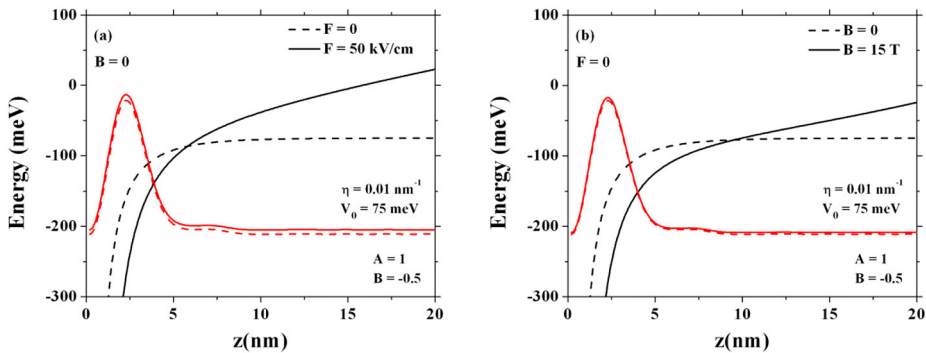 (a)
F = 0
F = 50 kV/cm
B = 0
Energy (meV)
100
0
-100
-200
-300
η = 0.01 nm⁻¹
V₀ = 75 meV
A = 1
B = -0.5
0 5 10 15 20
z(nm)
(b)
B = 0
B = 15 T
F = 0
Energy (meV)
100
0
-100
-200
-300
η = 0.01 nm⁻¹
V₀ = 75 meV
A = 1
B = -0.5
0 5 10 15 20
z(nm)